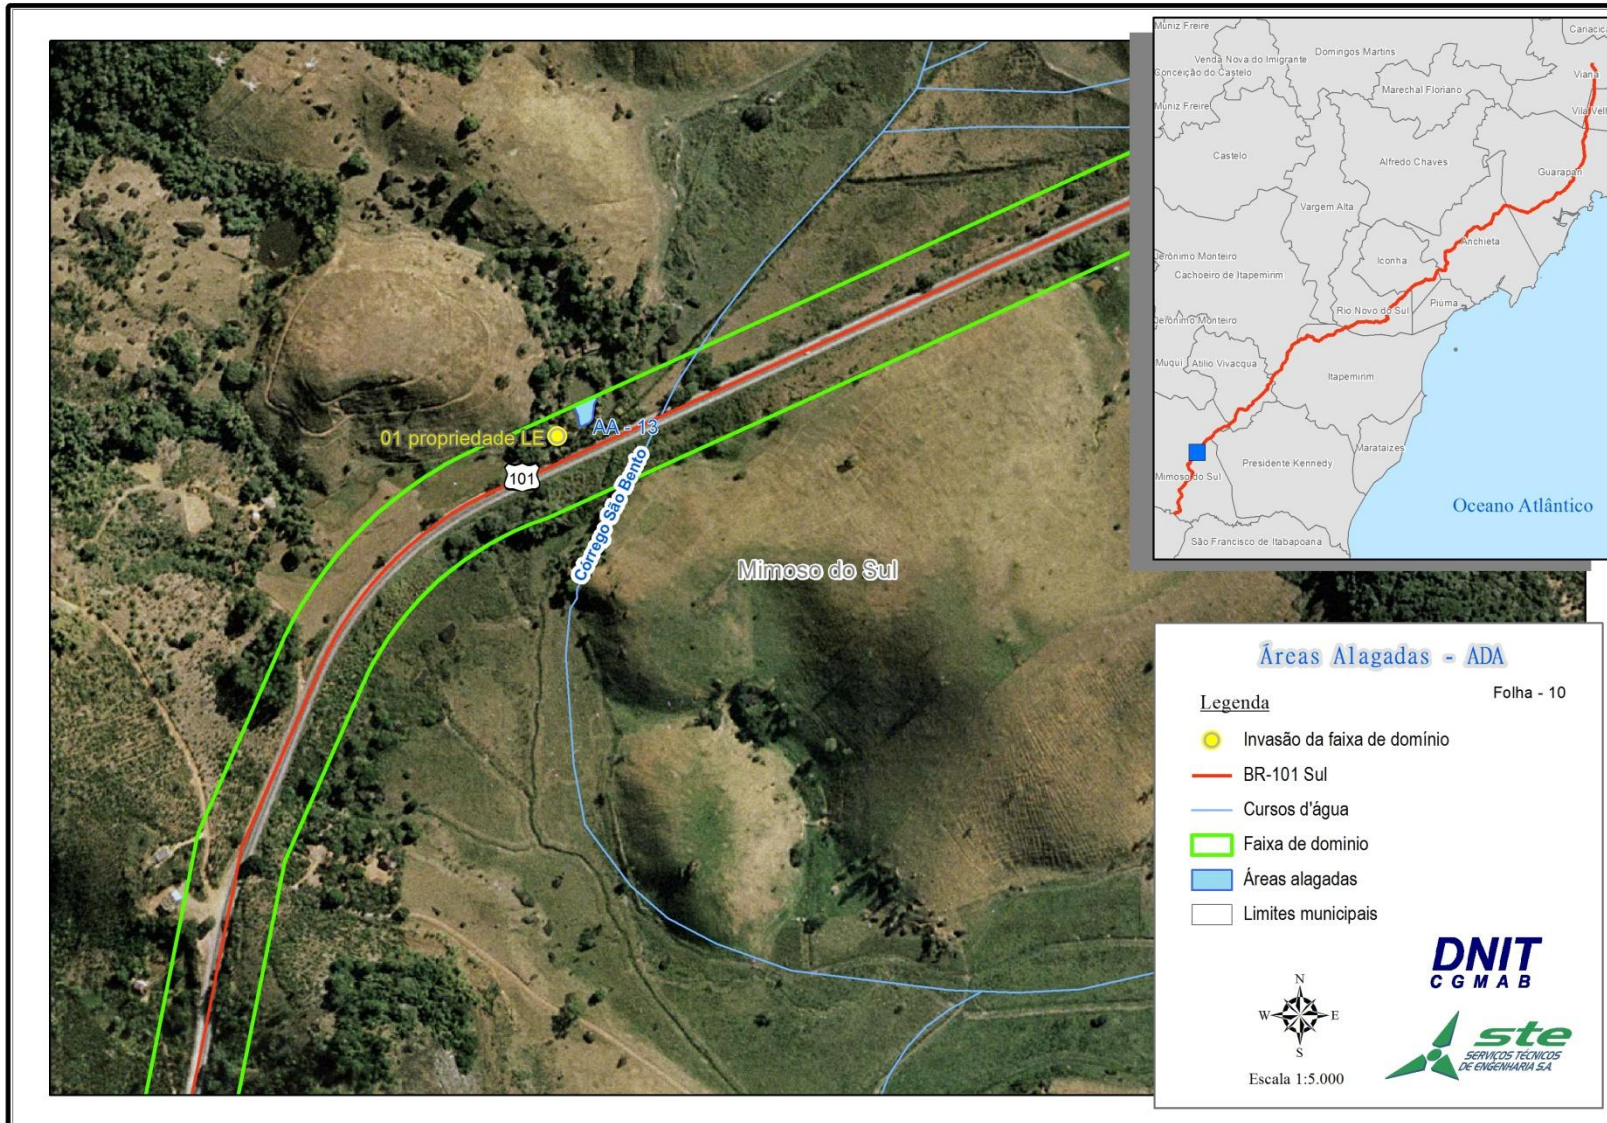 01 propriedade LE
AA - 13
101
Córrego São Bento
Mimoso do Sul
Muniz Freire
Cariacica
Domingos Martins
Venda Nova do Imigrante
Conceição do Castelo
Viana
Marechal Floriano
Muniz Freire
Vila Velh
Castelo
Alfredo Chaves
Guarapari
Vargem Alta
Anchieta
Jerônimo Monteiro
Iconha
Cachoeiro de Itapemirim
Piúma
Rio Novo do Sul
Jerônimo Monteiro
Muqui
Atilio Vivacqua
Itapemirim
Marataízes
Presidente Kennedy
Mimoso do Sul
Oceano Atlântico
São Francisco de Itabapoana
Áreas Alagadas - ADA
Folha - 10
Legenda
Invasão da faixa de domínio
BR-101 Sul
Cursos d'água
Faixa de dominio
Áreas alagadas
Limites municipais
DNIT
CGMAB
N
W
E
S
Escala 1:5.000
ste
SERVIÇOS TÉCNICOS
DE ENGENHARIA S.A.